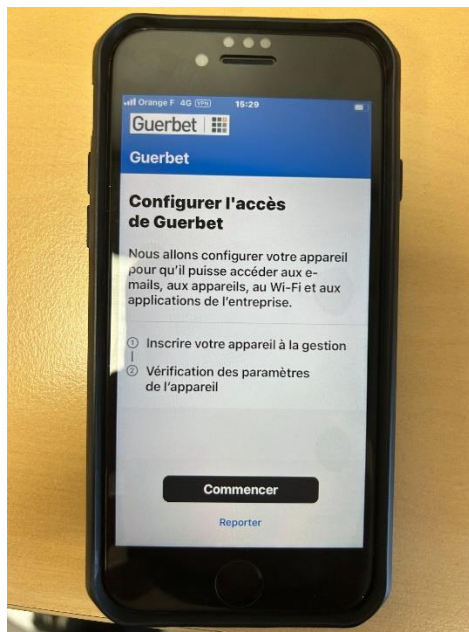 Orange F 4G VPN 15:29
Guerbet
Guerbet
Configurer l'accès
de Guerbet
Nous allons configurer votre appareil
pour qu'il puisse accéder aux e-
mails, aux appareils, au Wi-Fi et aux
applications de l'entreprise.
1 Inscrire votre appareil à la gestion
2 Vérification des paramètres
de l'appareil
Commencer
Reporter